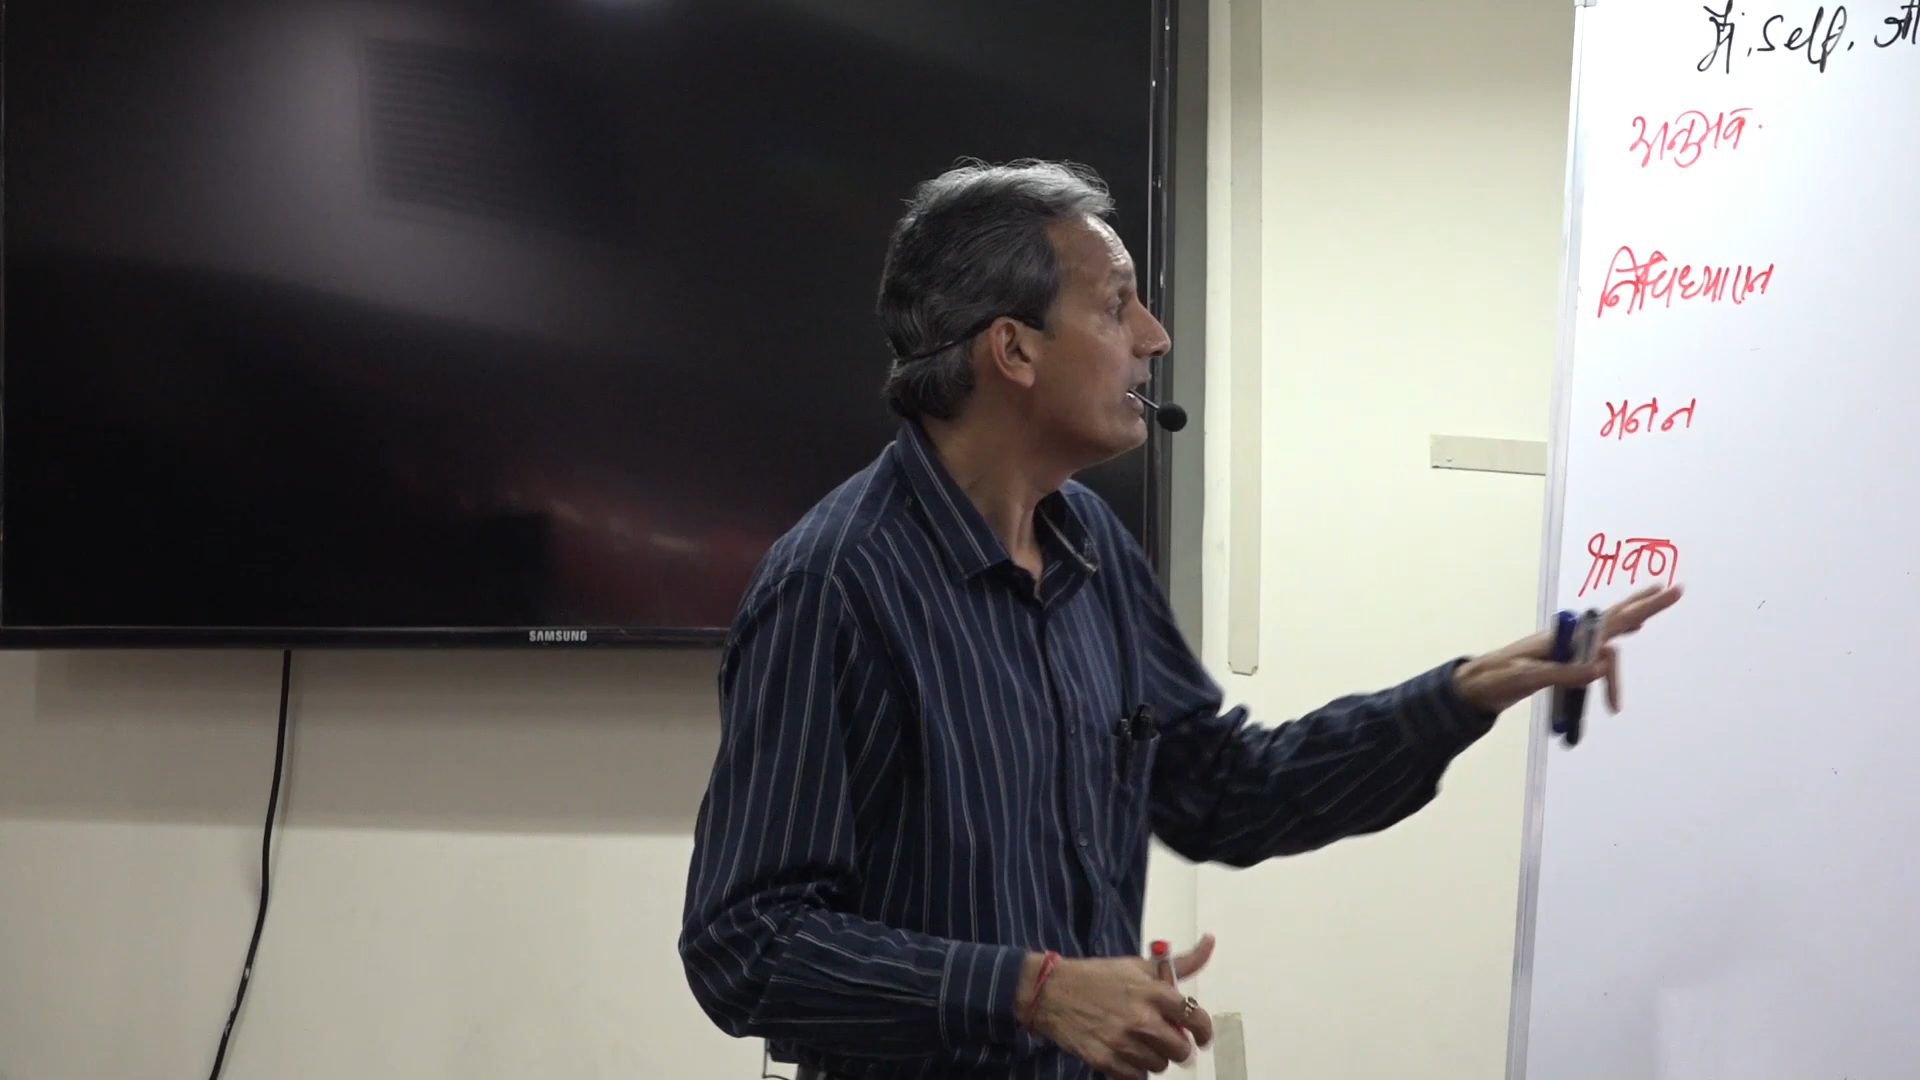 SAMSUNG
मैं, Self,
अनुभव.
निदिध्यासन
मनन
श्रवण